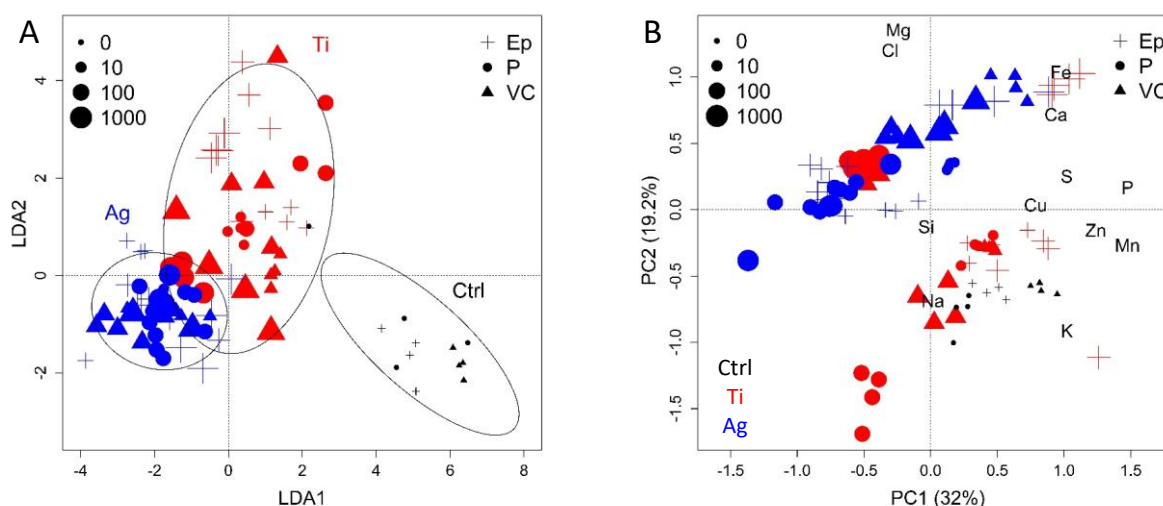 A
0
10
100
1000
Ti
Ep
P
VC
Ag
Ctrl
LDA2
4
2
0
-2
-4
-2
0
2
4
6
8
LDA1
B
0
10
100
1000
Mg
Cl
Ep
P
VC
Fe
Ca
S
P
Cu
Zn
Mn
Si
Na
K
Ctrl
Ti
Ag
PC2 (19.2%)
1.0
0.5
0.0
-0.5
-1.0
-1.5
-1.5
-1.0
-0.5
0.0
0.5
1.0
1.5
PC1 (32%)